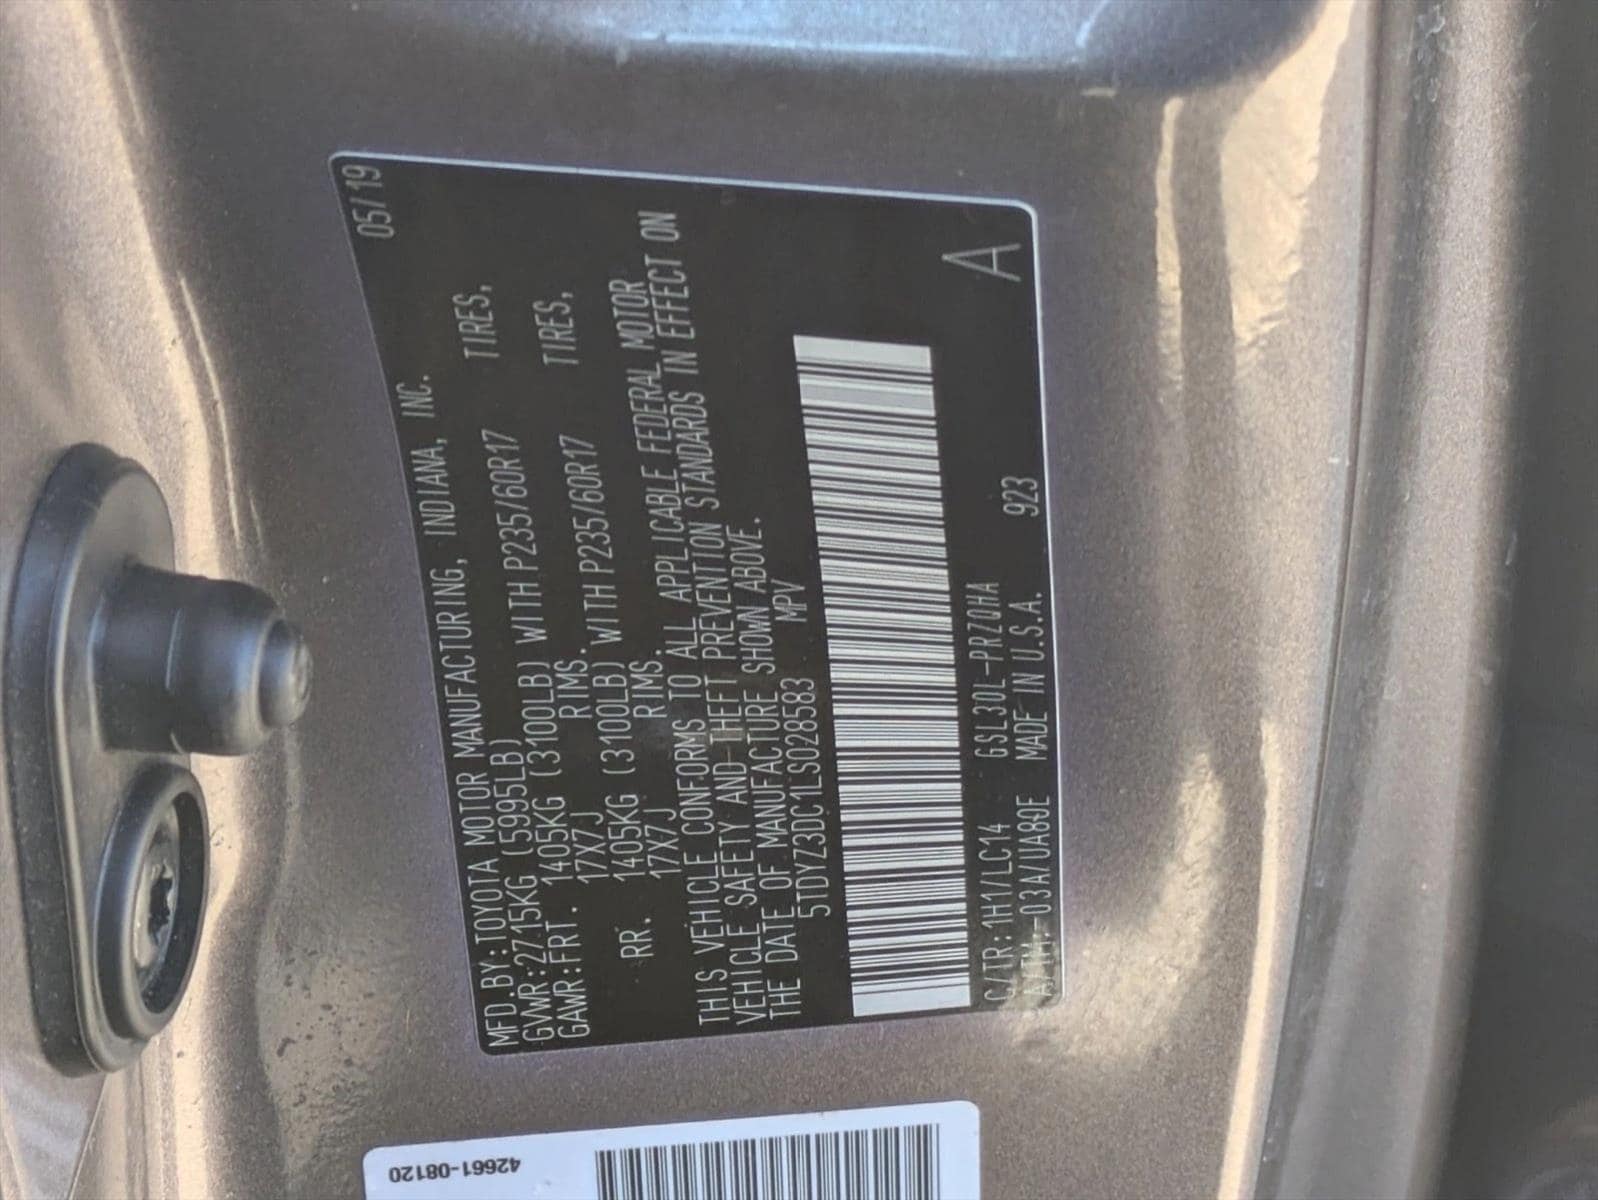 05/19
MFD.BY:TOYOTA MOTOR MANUFACTURING, INDIANA, INC.
GVWR:2715KG (5995LB)
GAWR:FRT. 1405KG (3100LB) WITH P235/60R17 TIRES,
17X7J RIMS.
RR. 1405KG (3100LB) WITH P235/60R17 TIRES,
17X7J RIMS.
THIS VEHICLE CONFORMS TO ALL APPLICABLE FEDERAL MOTOR
VEHICLE SAFETY AND THEFT PREVENTION STANDARDS IN EFFECT ON
THE DATE OF MANUFACTURE SHOWN ABOVE.
5TDYZ3DC1LS028583 MPV
A
C/TR:1H1/LC14 GSL30L-PRZQHA
A/TM:-03A/UA80E MADE IN U.S.A. 923
42661-08120